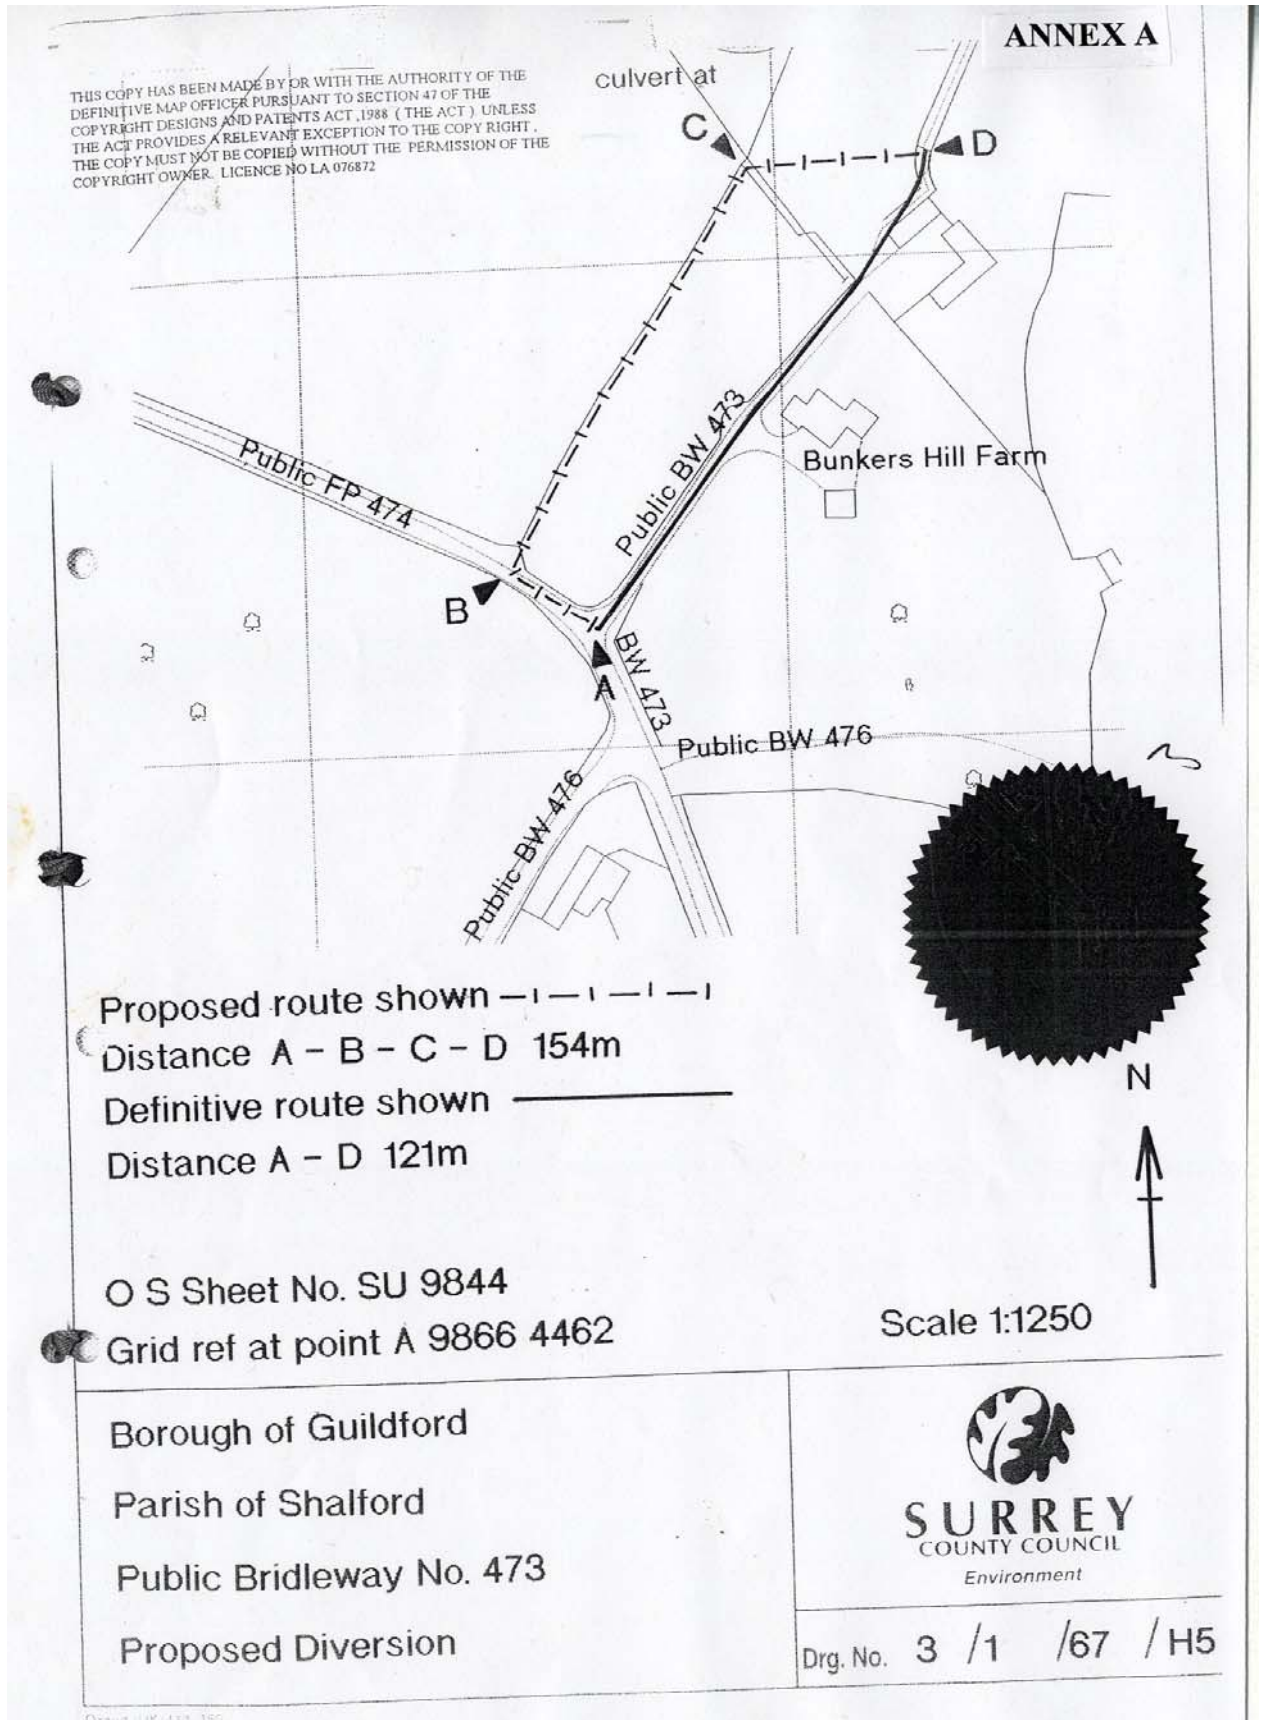 ANNEX A
THIS COPY HAS BEEN MADE BY OR WITH THE AUTHORITY OF THE
DEFINITIVE MAP OFFICER PURSUANT TO SECTION 47 OF THE
COPYRIGHT DESIGNS AND PATENTS ACT ,1988 ( THE ACT ) UNLESS
THE ACT PROVIDES A RELEVANT EXCEPTION TO THE COPY RIGHT ,
THE COPY MUST NOT BE COPIED WITHOUT THE PERMISSION OF THE
COPYRIGHT OWNER. LICENCE NO LA 076872
culvert at
C
D
Public BW 473
Public FP 474
Bunkers Hill Farm
B
A
BW 473
Public BW 476
Public BW 476
Proposed route shown
Distance A - B - C - D 154m
Definitive route shown
Distance A - D 121m
N
O S Sheet No. SU 9844
Grid ref at point A 9866 4462
Scale 1:1250
Borough of Guildford
Parish of Shalford
Public Bridleway No. 473
Proposed Diversion
SURREY
COUNTY COUNCIL
Environment
Drg. No. 3 /1 /67 / H5